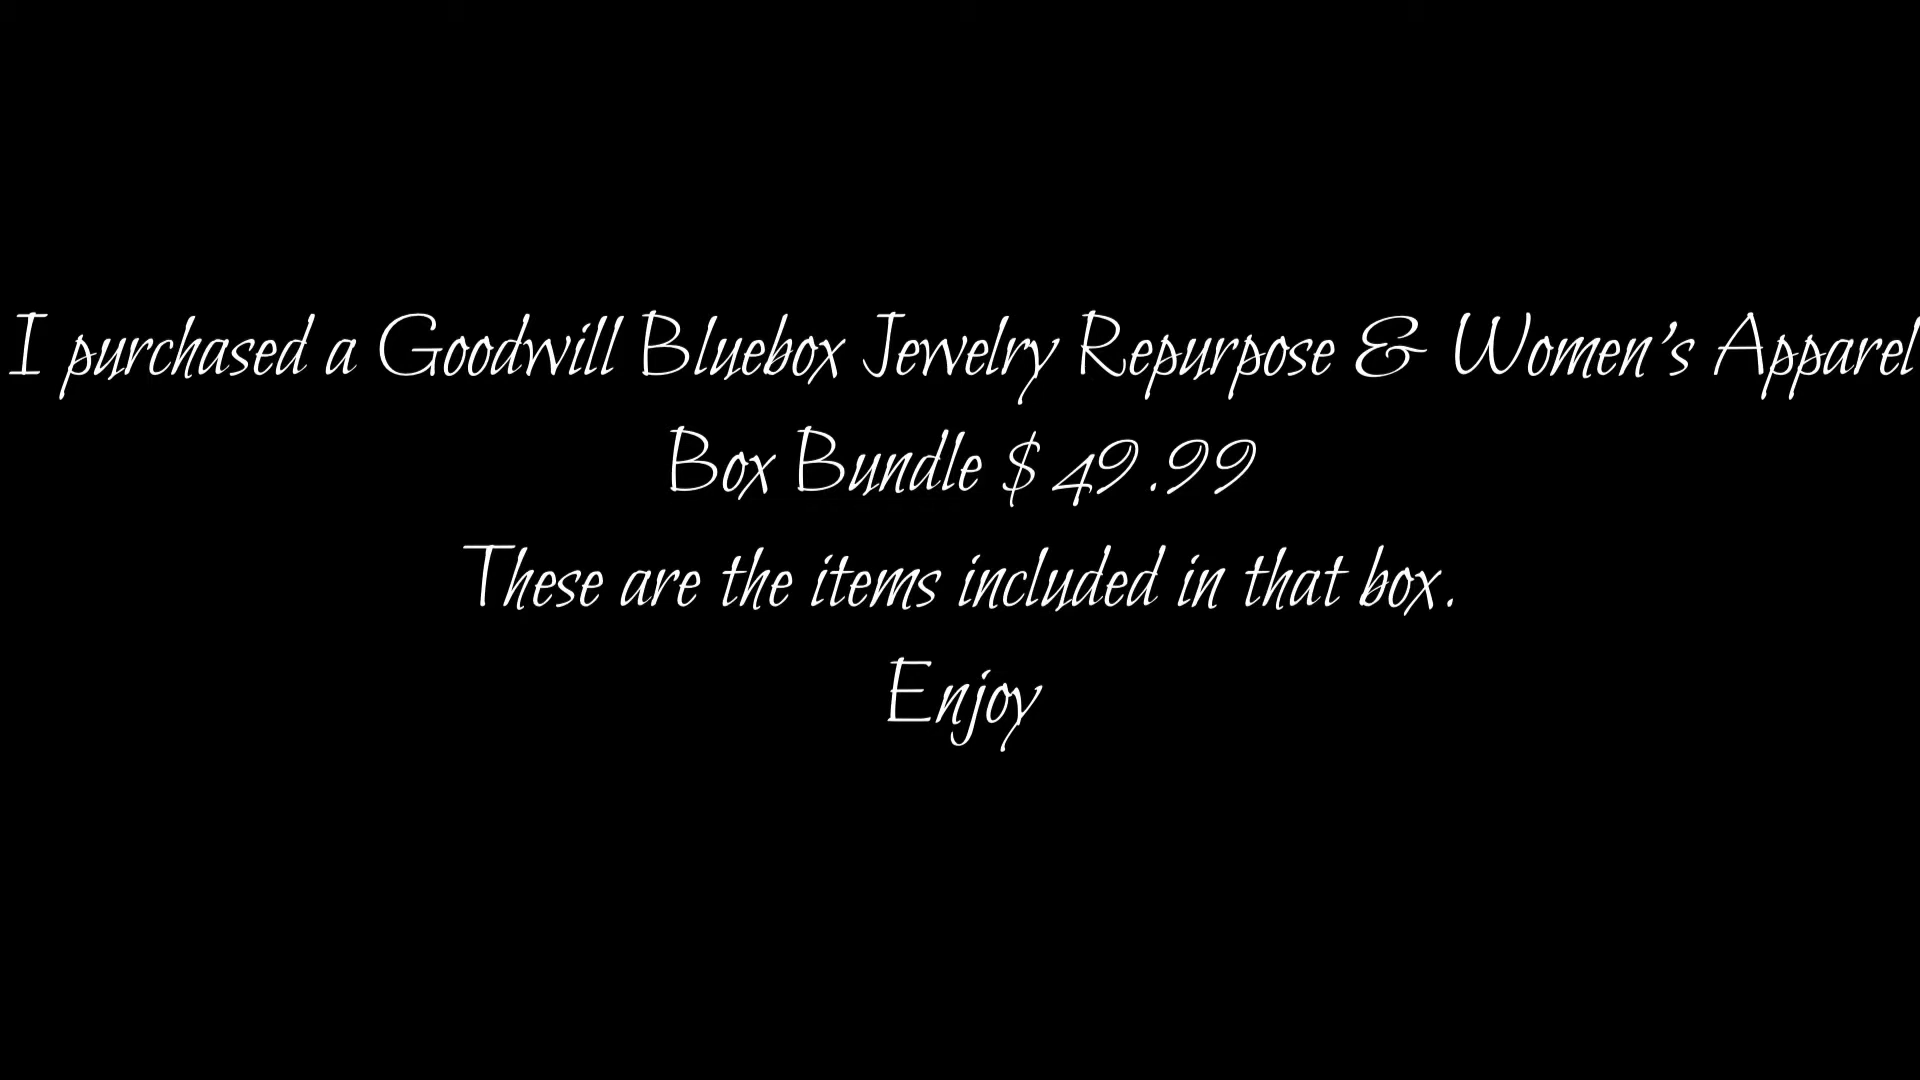 I purchased a Goodwill Bluebox Jewelry Repurpose & Women's Apparel
Box Bundle $49.99
These are the items included in that box.
Enjoy